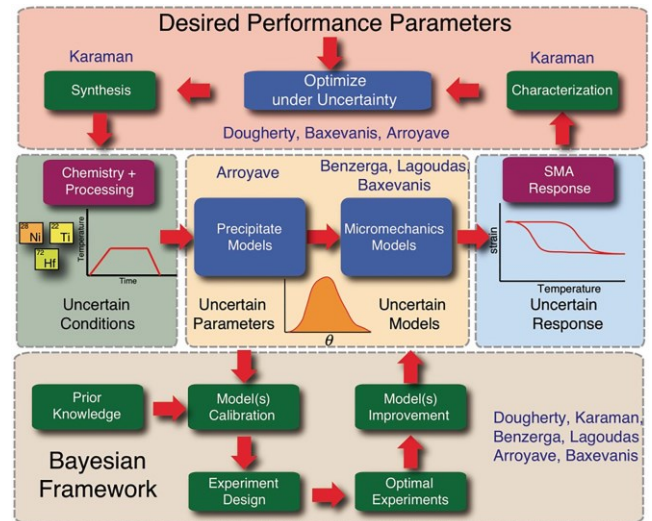 Desired Performance Parameters
Karaman
Karaman
Synthesis
Optimize
under Uncertainty
Characterization
Dougherty, Baxevanis, Arroyave
Chemistry +
Processing
Arroyave
Benzerga, Lagoudas,
Baxevanis
SMA
Response
28
Ni
22
Ti
72
Hf
Temperature
Time
Precipitate
Models
Micromechanics
Models
strain
Temperature
Uncertain
Conditions
Uncertain
Parameters
θ
Uncertain
Models
Uncertain
Response
Prior
Knowledge
Model(s)
Calibration
Model(s)
Improvement
Dougherty, Karaman,
Benzerga, Lagoudas
Arroyave, Baxevanis
Bayesian
Framework
Experiment
Design
Optimal
Experiments